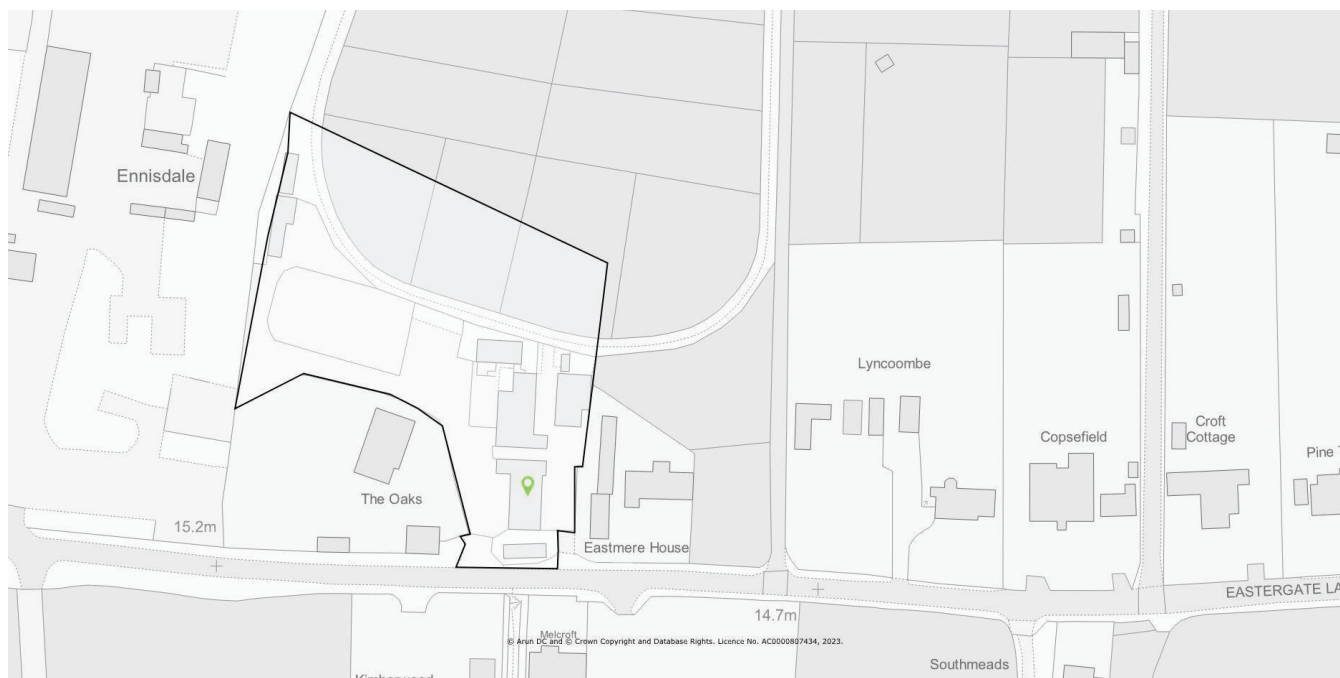 Ennisdale
Lyncoombe
Copsefield
Croft
Cottage
Pine T
The Oaks
15.2m
Eastmere House
EASTERGATE LA
14.7m
Melcroft
© Arun DC and © Crown Copyright and Database Rights. Licence No. AC0000807434, 2023.
Southmeads